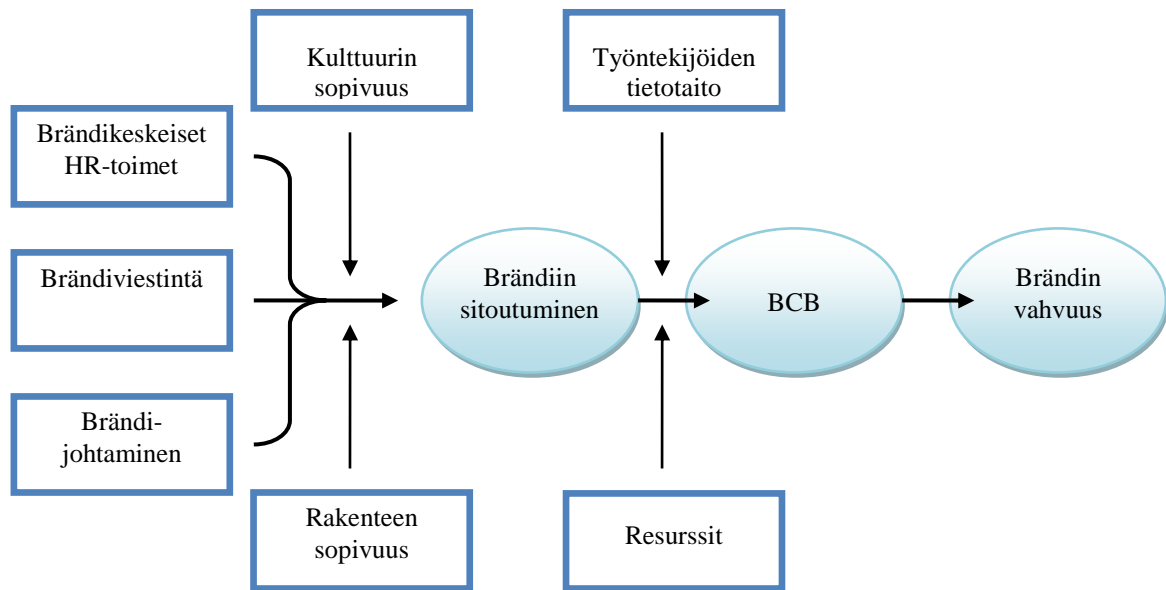 Kulttuurin
sopivuus
Työntekijöiden
tietotaito
Brändikeskeiset
HR-toimet
Brändiviestintä
Brändi-
johtaminen
Brändiin
sitoutuminen
BCB
Brändin
vahvuus
Rakenteen
sopivuus
Resurssit